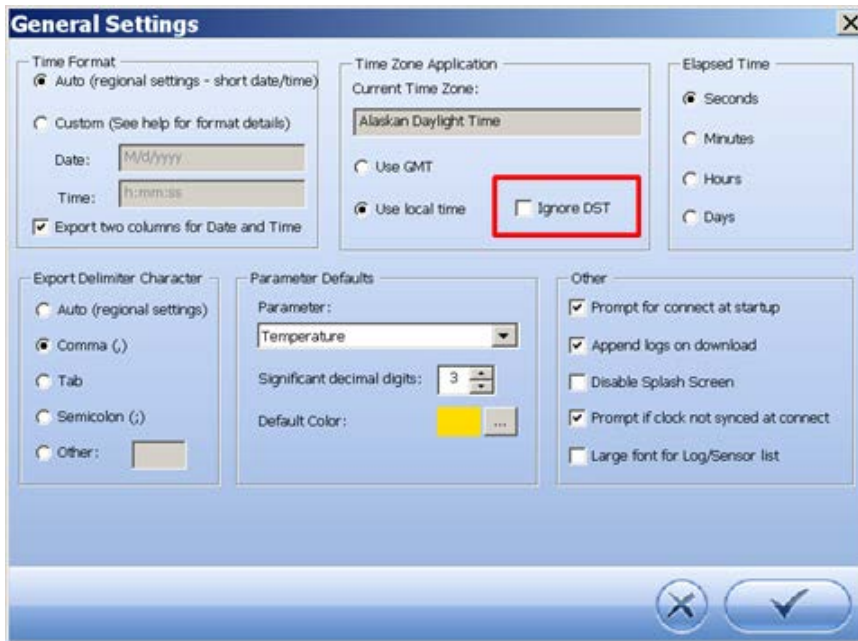 General Settings
Time Format
Auto (regional settings - short date/time)
Custom (See help for format details)
Date: M/d/yyyy
Time: h:mm:ss
Export two columns for Date and Time
Time Zone Application
Current Time Zone:
Alaskan Daylight Time
Use GMT
Use local time
Ignore DST
Elapsed Time
Seconds
Minutes
Hours
Days
Export Delimiter Character
Auto (regional settings)
Comma (,)
Tab
Semicolon (;)
Other:
Parameter Defaults
Parameter:
Temperature
Significant decimal digits: 3
Default Color: ...
Other
Prompt for connect at startup
Append logs on download
Disable Splash Screen
Prompt if clock not synced at connect
Large font for Log/Sensor list